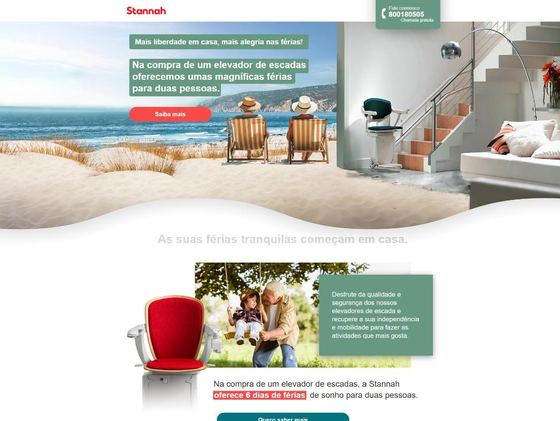 Stannah
Fale connosco
800180505
Chamada gratuita
Mais liberdade em casa, mais alegria nas férias!
Na compra de um elevador de escadas
oferecemos umas magníficas férias
para duas pessoas.
Saiba mais
As suas férias tranquilas começam em casa.
Desfrute da qualidade e
segurança dos nossos
elevadores de escada e
recupere a sua independência
e mobilidade para fazer as
atividades que mais gosta.
Na compra de um elevador de escadas, a Stannah
oferece 6 dias de férias de sonho para duas pessoas.
Quero saber mais